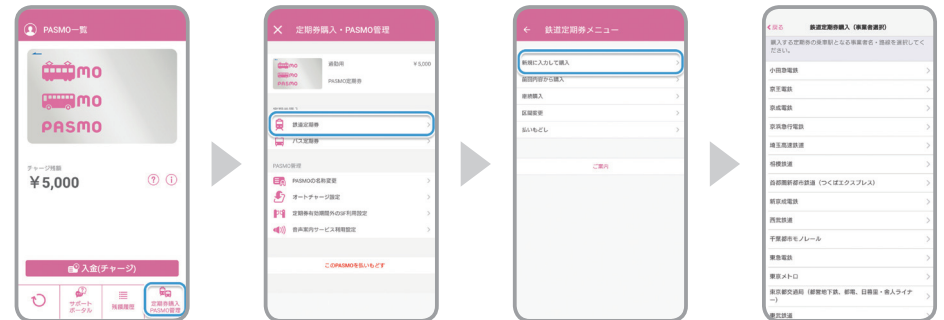 PASMO一覧
mo
mo
PASMO
チャージ残額
¥5,000
入金(チャージ)
サポート
ポータル
残額履歴
定期券購入
PASMO管理
定期券購入・PASMO管理
mo
mo
PASMO
通勤用
¥5,000
PASMO定期券
鉄道定期券
バス定期券
PASMO管理
PASMOの名称変更
オートチャージ設定
定期券有効期間外のSF利用設定
音声案内サービス利用設定
このPASMOを払いもどす
鉄道定期券メニュー
新規に入力して購入
前回内容から購入
継続購入
区間変更
払いもどし
ご案内
戻る
鉄道定期券購入（事業者選択）
購入する定期券の乗車駅となる事業者名・路線を選択してく
ださい。
小田急電鉄
京王電鉄
京成電鉄
京浜急行電鉄
埼玉高速鉄道
相模鉄道
首都圏新都市鉄道（つくばエクスプレス）
新京成電鉄
西武鉄道
千葉都市モノレール
東急電鉄
東京メトロ
東京都交通局（都営地下鉄、都電、日暮里・舎人ライナ
ー）
東武鉄道